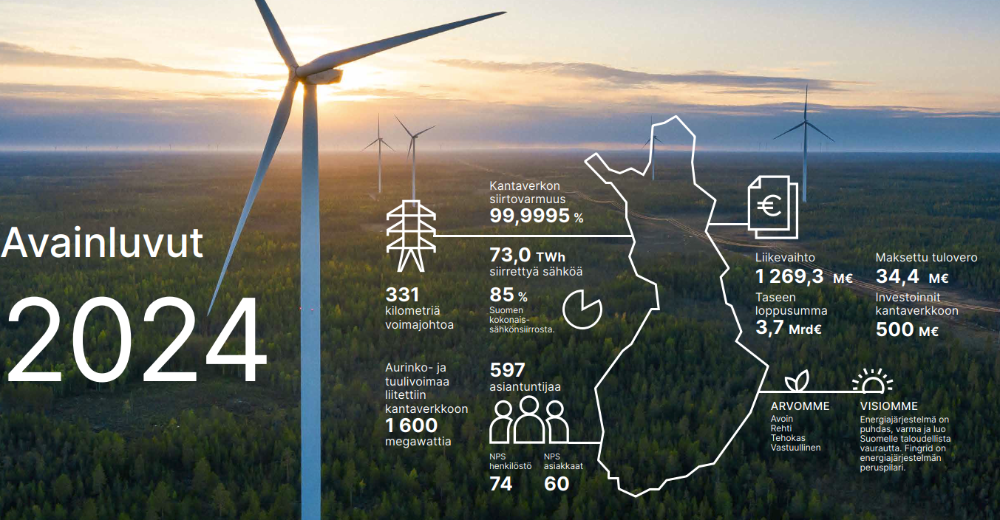 Avainluvut
2024
Kantaverkon
siirtovarmuus
99,9995 %
73,0 TWh
siirrettyä sähköä
331
kilometriä
voimajohtoa
85 %
Suomen
kokonais-
sähkönsiirrosta.
Aurinko- ja
tuulivoimaa
liitettiin
kantaverkkoon
1 600
megawattia
597
asiantuntijaa
NPS
henkilöstö
74
NPS
asiakkaat
60
€
Liikevaihto
1 269,3 M€
Maksettu tulovero
34,4 M€
Taseen
loppusumma
3,7 Mrd€
Investoinnit
kantaverkkoon
500 M€
ARVOMME
Avoin
Rehti
Tehokas
Vastuullinen
VISIOMME
Energiajärjestelmä on
puhdas, varma ja luo
Suomelle taloudellista
vaurautta. Fingrid on
energiajärjestelmän
peruspilari.